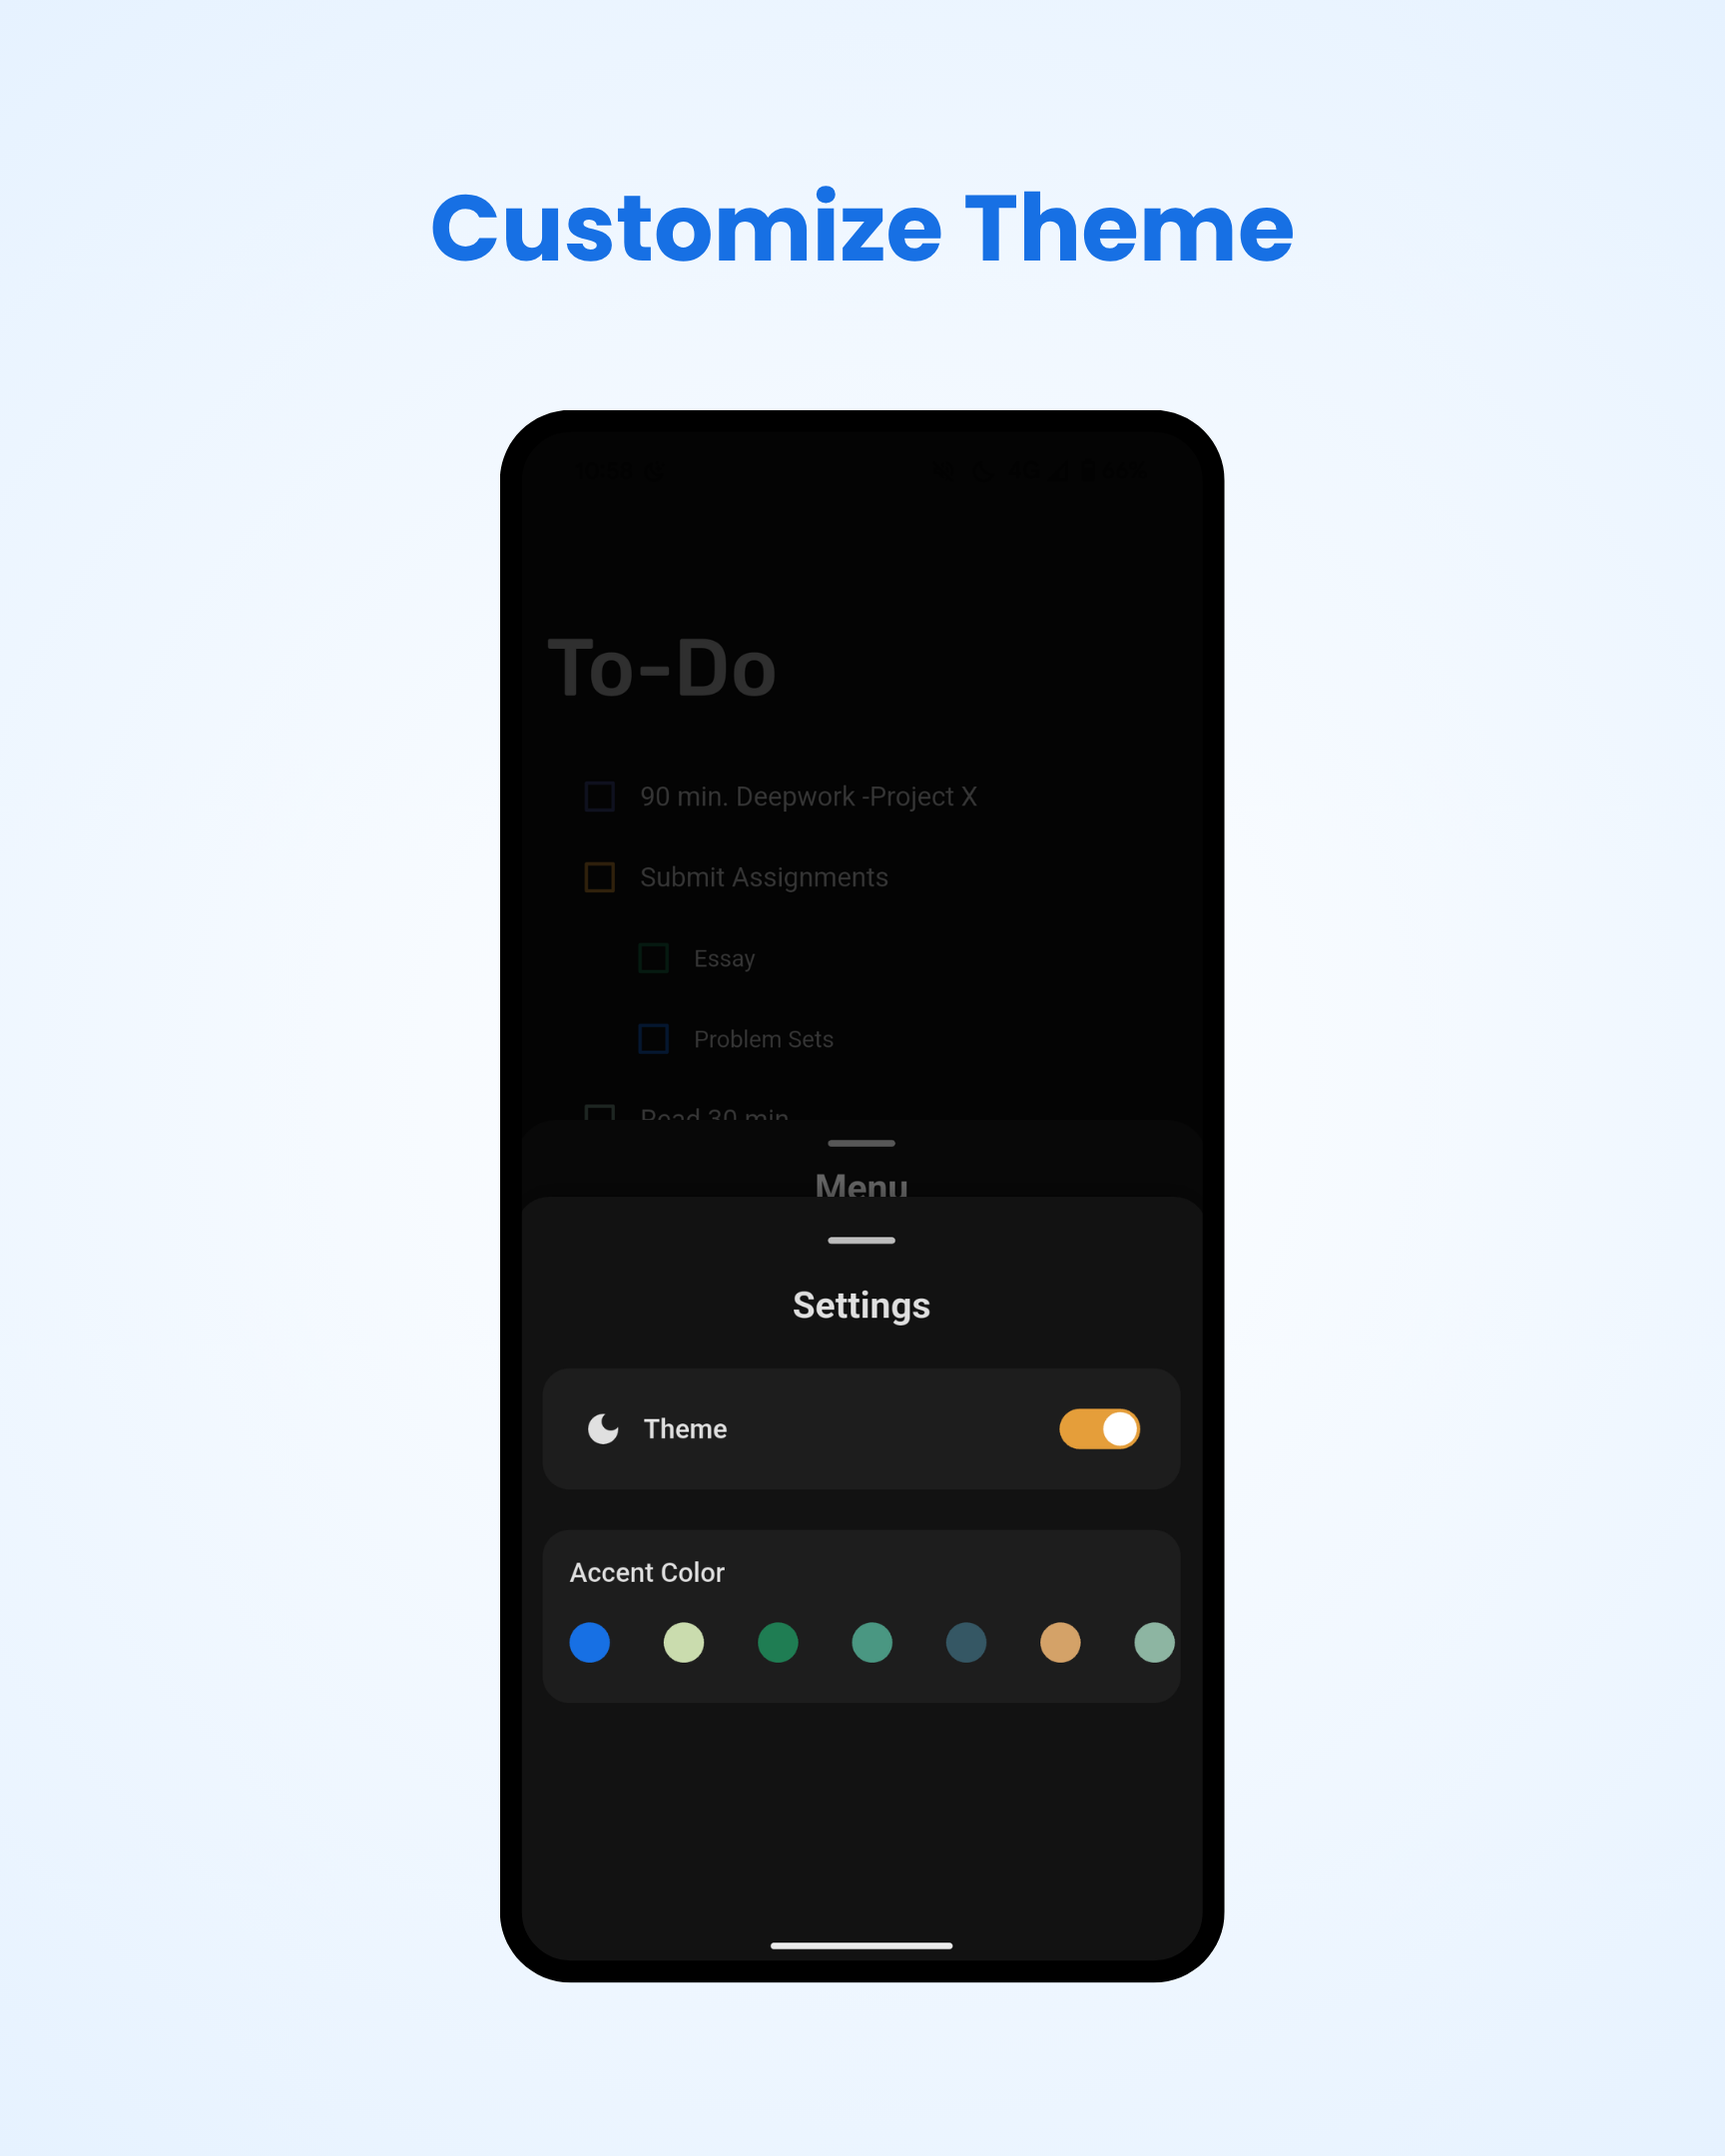 Customize Theme
To-Do
90 min. Deepwork -Project X
Submit Assignments
Essay
Problem Sets
Read 30 min
Menu
Settings
Theme
Accent Color